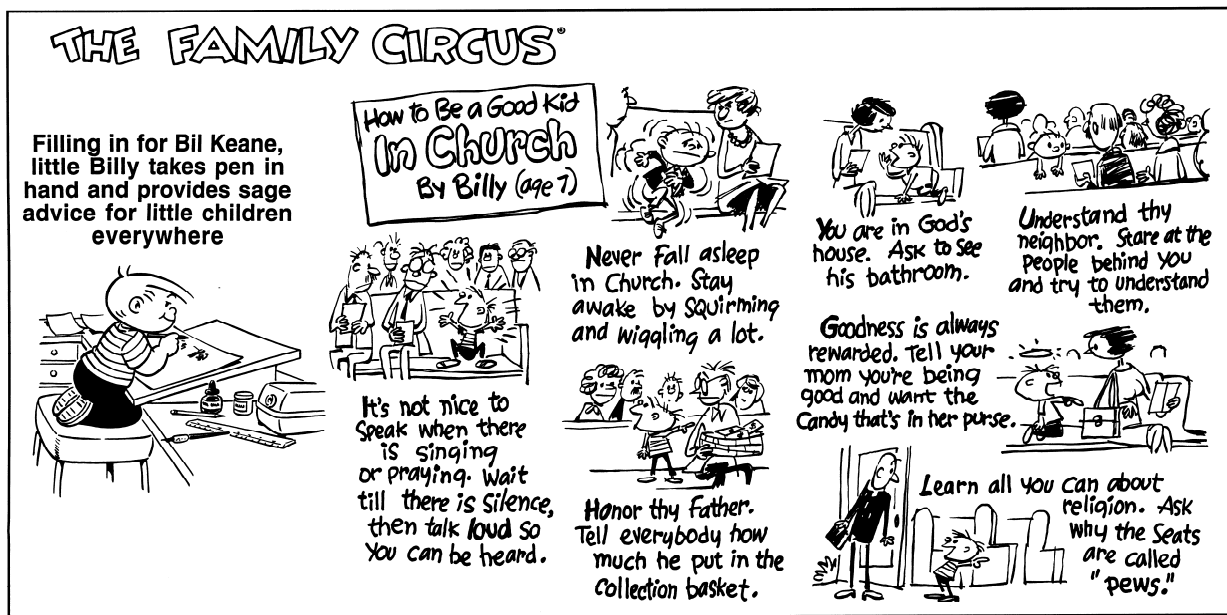 THE FAMILY CIRCUS®
Filling in for Bil Keane,
little Billy takes pen in
hand and provides sage
advice for little children
everywhere
How to Be a Good Kid
In Church
By Billy (age 7)
It's not nice to
Speak when there
is singing
or praying. Wait
till there is silence,
then talk loud so
You can be heard.
Never Fall asleep
in Church. Stay
awake by SQuirming
and wiggling a lot.
Honor thy Father.
Tell everybody how
much he put in the
collection basket.
You are in God's
house. Ask to See
his bathroom.
Understand thy
neighbor. Stare at the
People behind You
and try to understand
them.
Goodness is always
rewarded. Tell your
mom you're being
good and want the
Candy that's in her purse.
Learn all you can about
religion. Ask
why the Seats
are called
"pews."